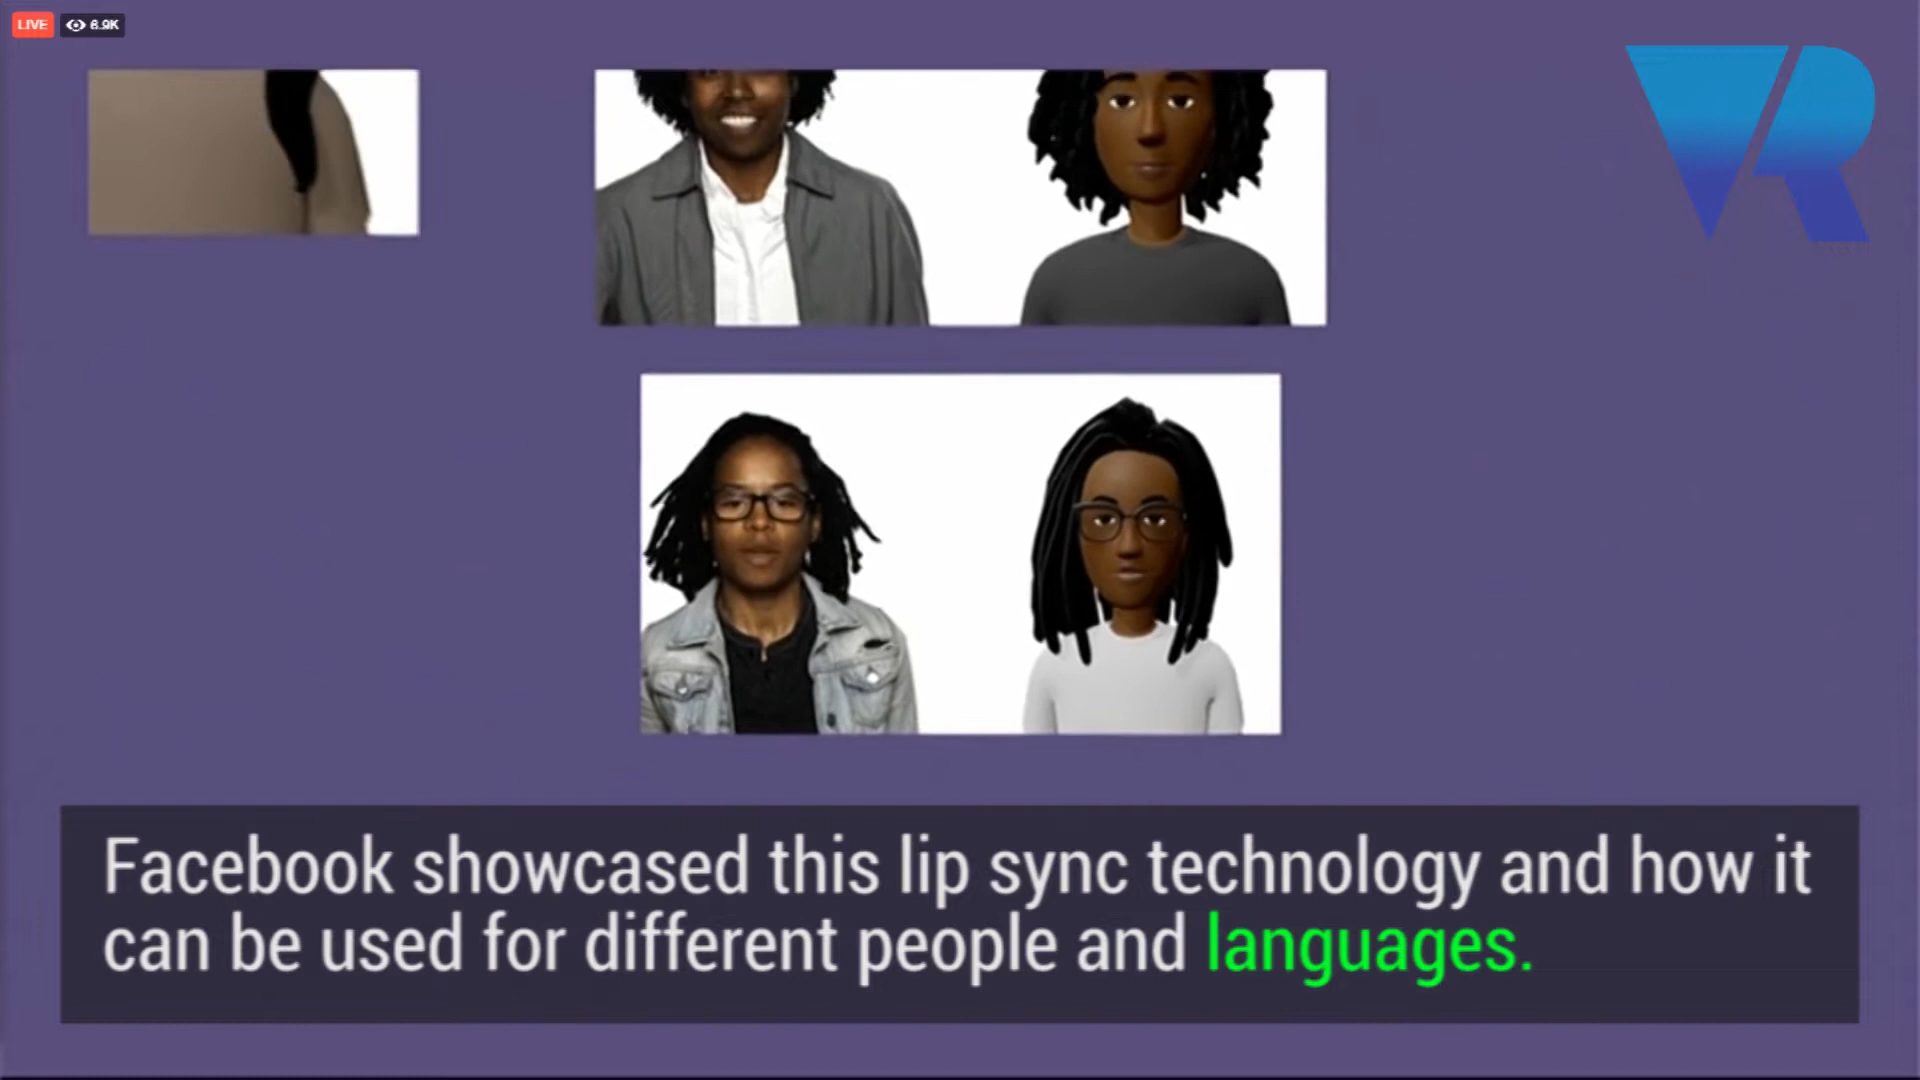 LIVE 6.9K
VR
Facebook showcased this lip sync technology and how it
can be used for different people and languages.